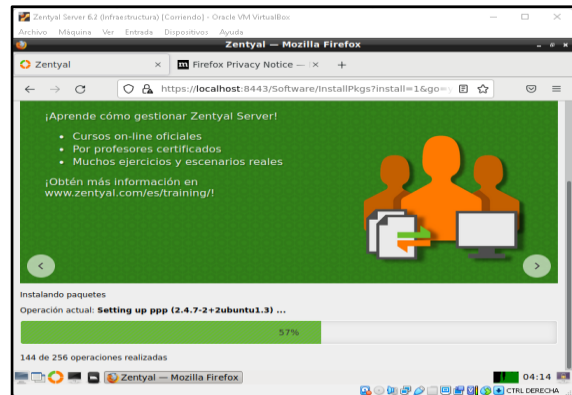 Zentyal Server 6.2 (Infraestructura) [Corriendo] - Oracle VM VirtualBox
Archivo Máquina Ver Entrada Dispositivos Ayuda
Zentyal — Mozilla Firefox
Zentyal
Firefox Privacy Notice —
https://localhost:8443/Software/InstallPkgs?install=1&go=
¡Aprende cómo gestionar Zentyal Server!
• Cursos on-line oficiales
• Por profesores certificados
• Muchos ejercicios y escenarios reales
¡Obtén más información en
www.zentyal.com/es/training/!
Instalando paquetes
Operación actual: Setting up ppp (2.4.7-2+2ubuntu1.3) ...
57%
144 de 256 operaciones realizadas
Zentyal — Mozilla Firefox
04:14
CTRL DERECHA